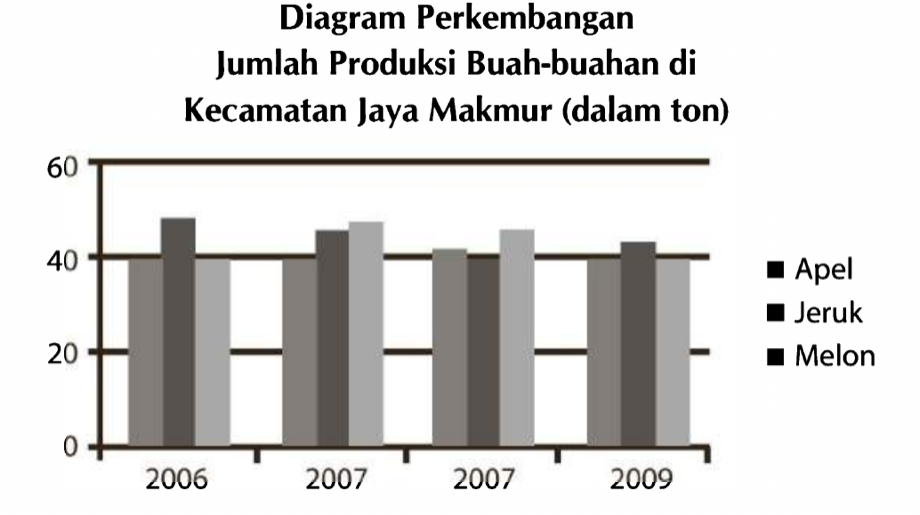 Diagram Perkembangan
Jumlah Produksi Buah-buahan di
Kecamatan Jaya Makmur (dalam ton)
60
40
20
0
2006 2007 2007 2009
Apel
Jeruk
Melon